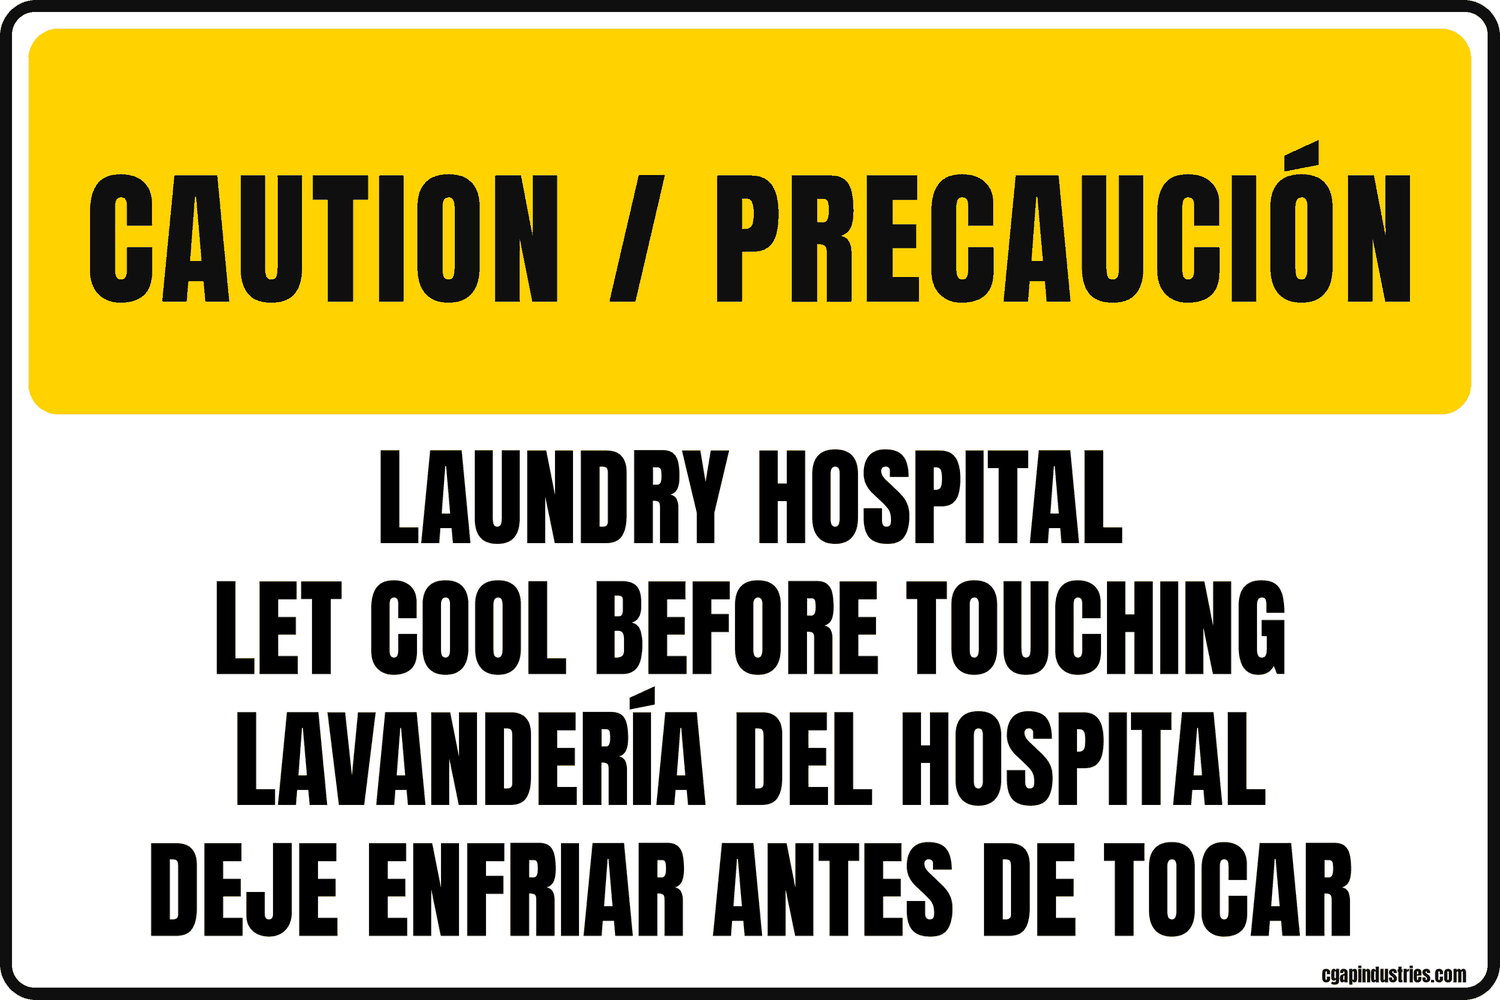 CAUTION / PRECAUCIÓN
LAUNDRY HOSPITAL
LET COOL BEFORE TOUCHING
LAVANDERÍA DEL HOSPITAL
DEJE ENFRIAR ANTES DE TOCAR
cgapindustries.com